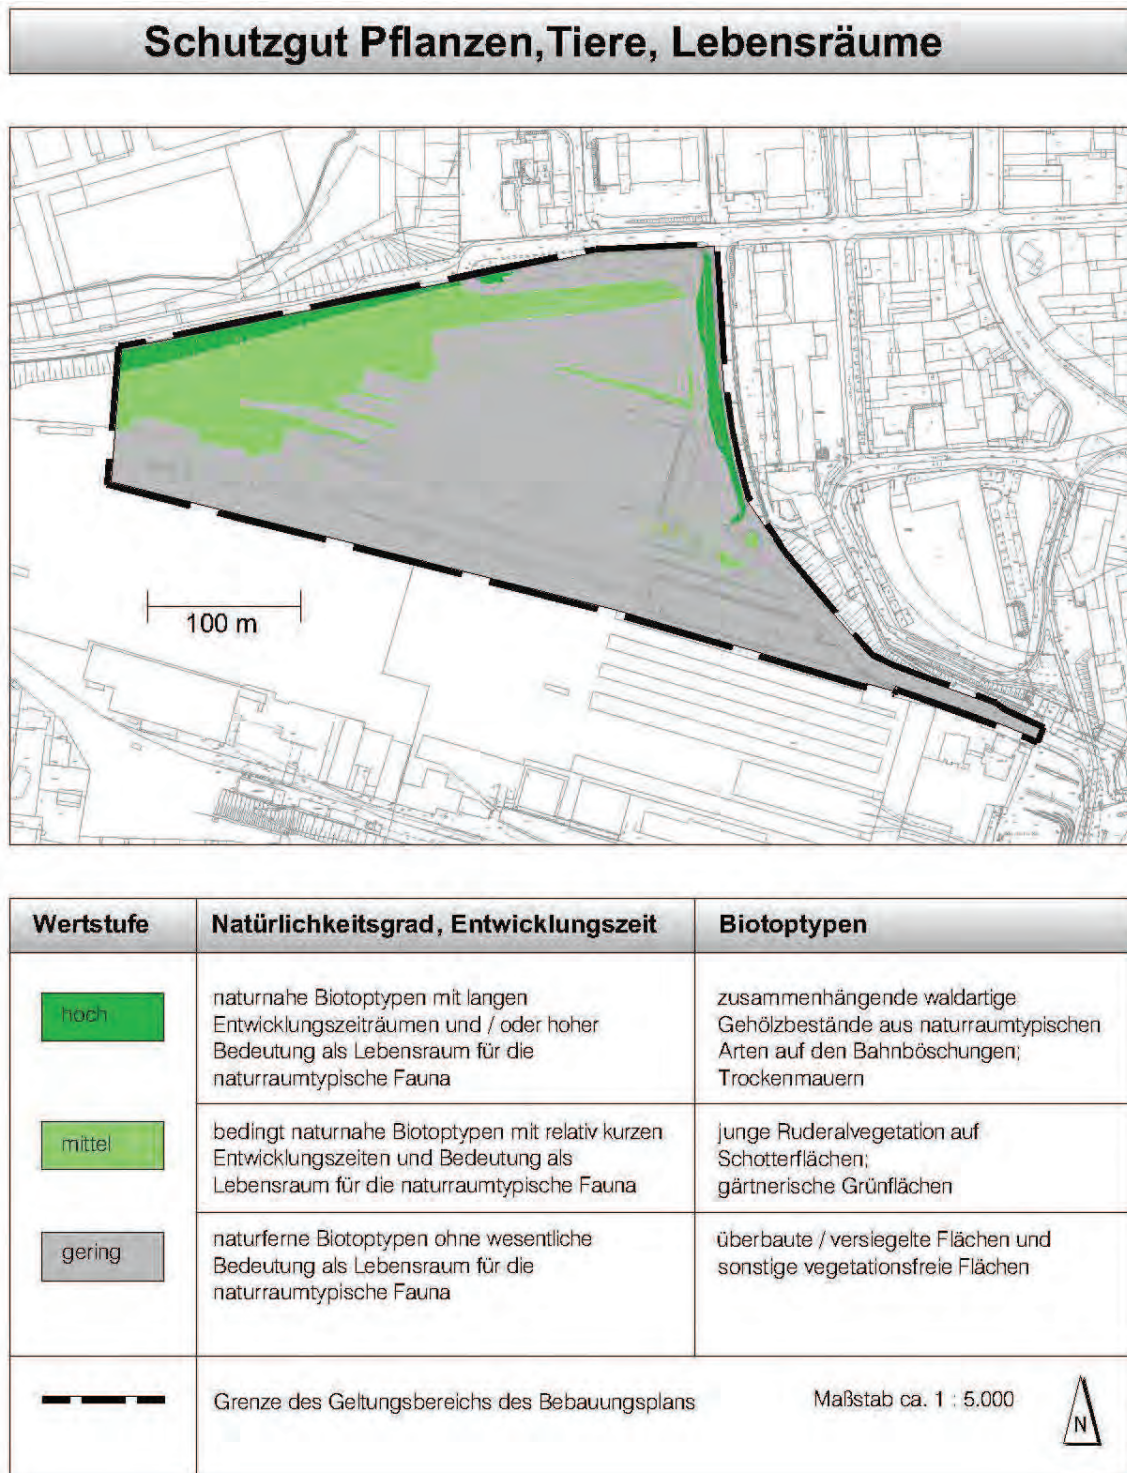 Schutzgut Pflanzen,Tiere, Lebensräume
100 m
Wertstufe
Natürlichkeitsgrad, Entwicklungszeit
Biotoptypen
hoch
naturnahe Biotoptypen mit langen
Entwicklungszeiträumen und / oder hoher
Bedeutung als Lebensraum für die
naturraumtypische Fauna
zusammenhängende waldartige
Gehölzbestände aus naturraumtypischen
Arten auf den Bahnböschungen;
Trockenmauern
mittel
bedingt naturnahe Biotoptypen mit relativ kurzen
Entwicklungszeiten und Bedeutung als
Lebensraum für die naturraumtypische Fauna
junge Ruderalvegetation auf
Schotterflächen;
gärtnerische Grünflächen
gering
naturferne Biotoptypen ohne wesentliche
Bedeutung als Lebensraum für die
naturraumtypische Fauna
überbaute / versiegelte Flächen und
sonstige vegetationsfreie Flächen
Grenze des Geltungsbereichs des Bebauungsplans
Maßstab ca. 1 : 5.000
N